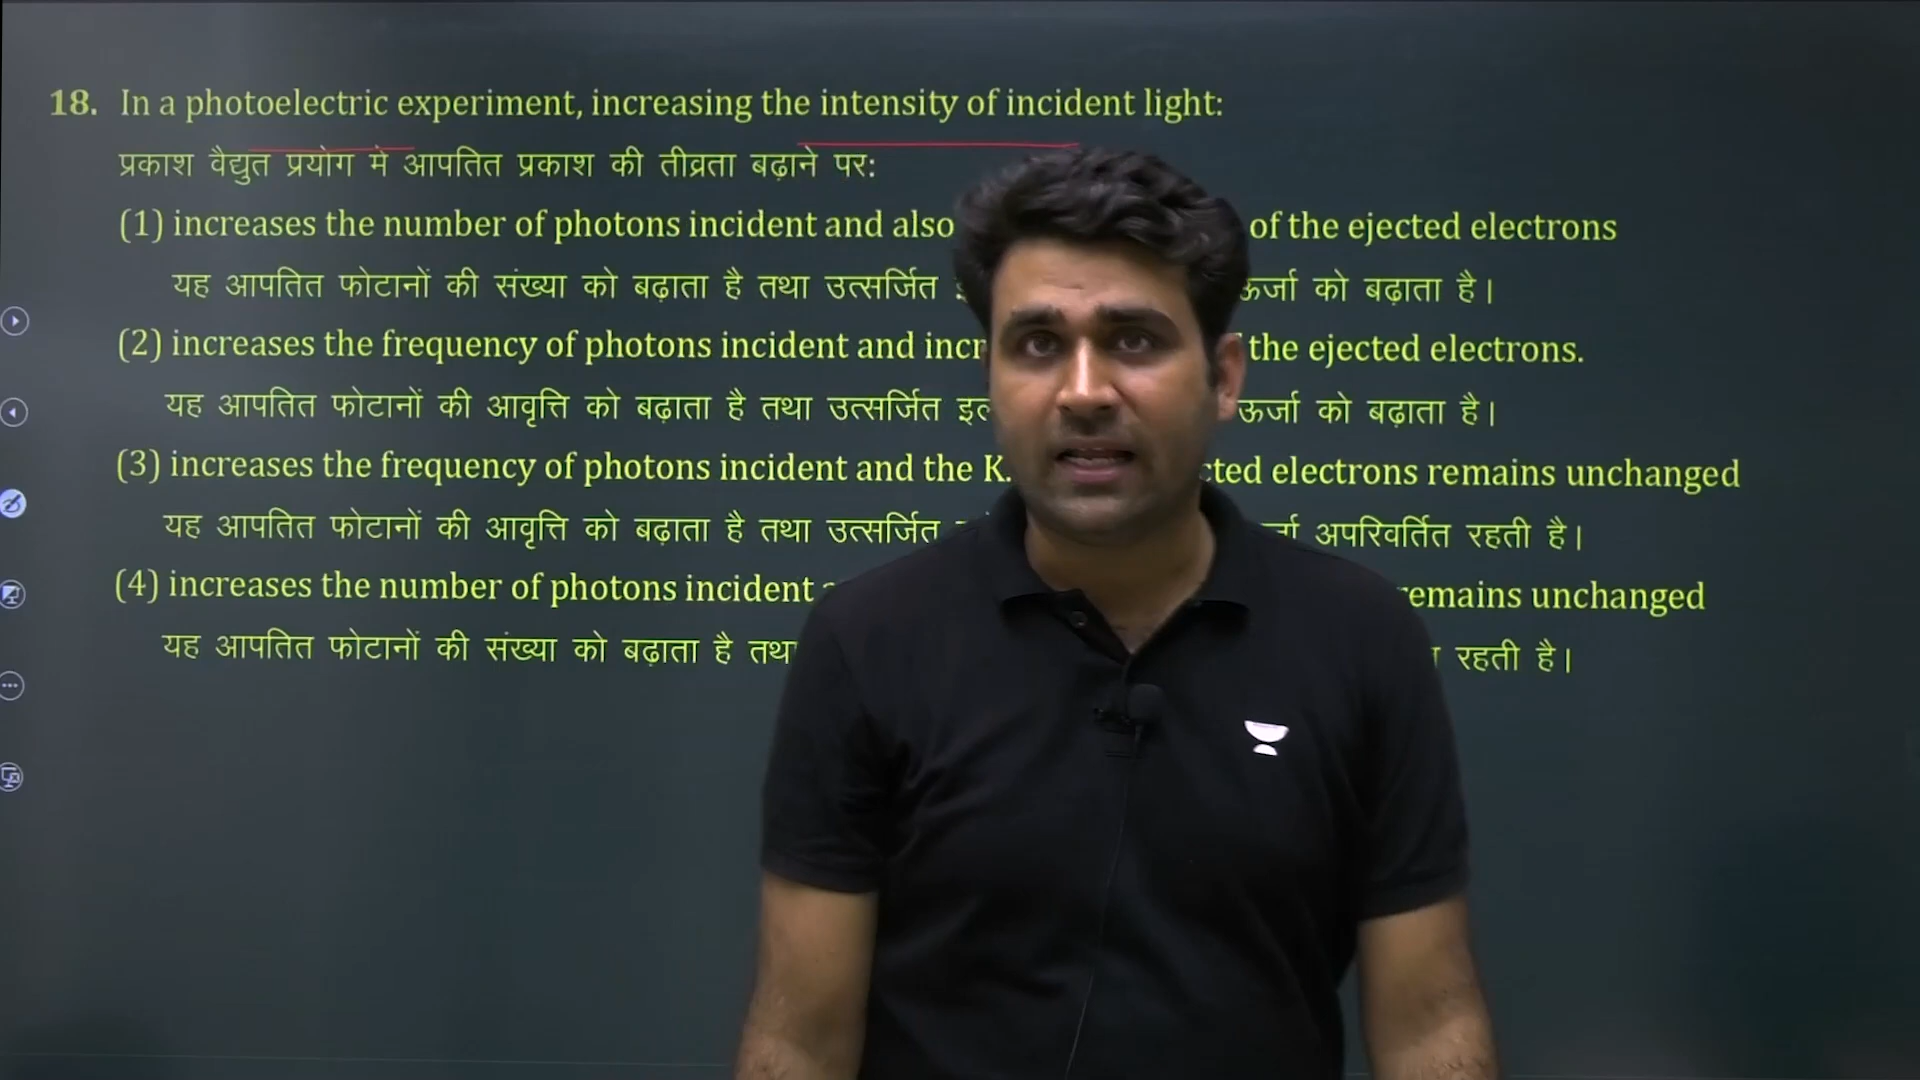 18. In a photoelectric experiment, increasing the intensity of incident light:
प्रकाश वैद्युत प्रयोग मे आपतित प्रकाश की तीव्रता बढ़ाने पर:
(1) increases the number of photons incident and also of the ejected electrons
यह आपतित फोटानों की संख्या को बढ़ाता है तथा उत्सर्जित ऊर्जा को बढ़ाता है।
(2) increases the frequency of photons incident and the ejected electrons.
यह आपतित फोटानों की आवृत्ति को बढ़ाता है तथा उत्सर्जित ऊर्जा को बढ़ाता है।
(3) increases the frequency of photons incident and the K. electrons remains unchanged
यह आपतित फोटानों की आवृत्ति को बढ़ाता है तथा उत्सर्जित अपरिवर्तित रहती है।
(4) increases the number of photons incident remains unchanged
यह आपतित फोटानों की संख्या को बढ़ाता है तथा रहती है।